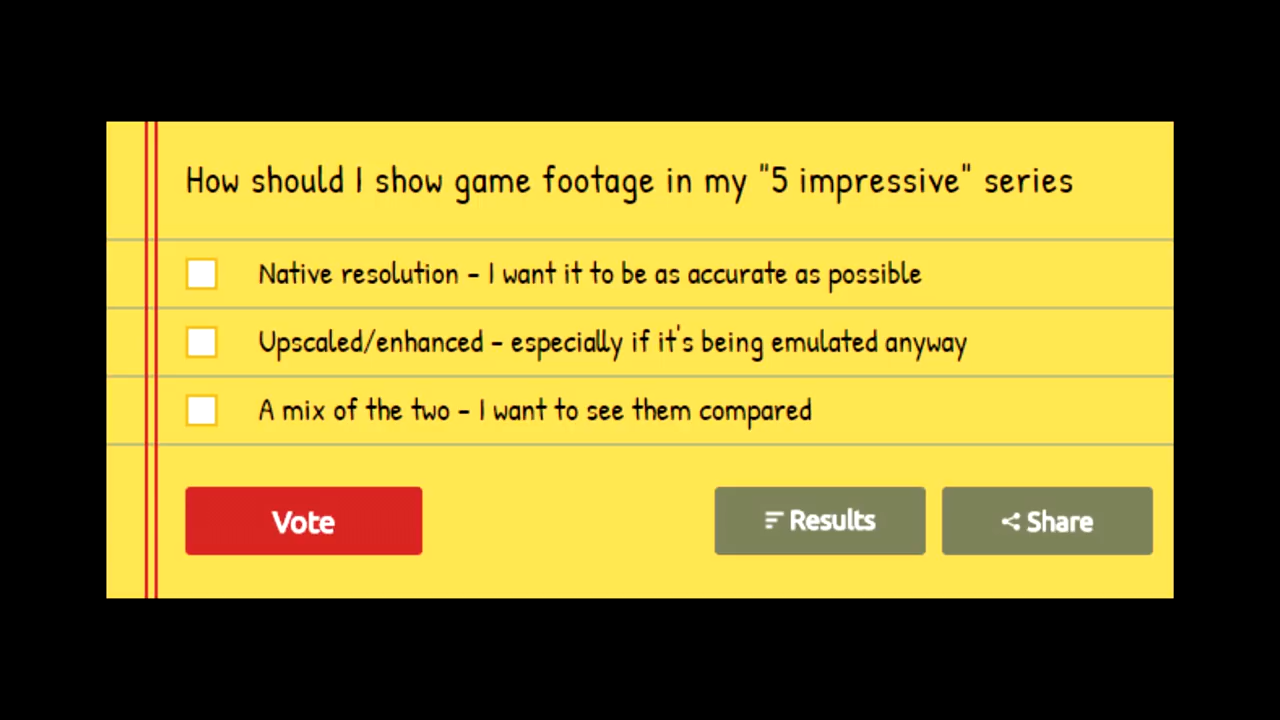 How should I show game footage in my "5 impressive" series
Native resolution - I want it to be as accurate as possible
Upscaled/enhanced - especially if it's being emulated anyway
A mix of the two - I want to see them compared
Vote
Results
Share